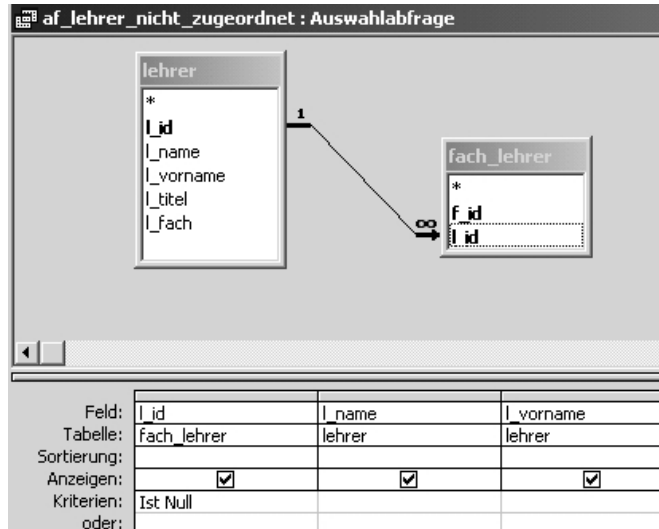 af_lehrer_nicht_zugeordnet : Auswahlabfrage
lehrer
*
l_id
l_name
l_vorname
l_titel
l_fach
1
∞
fach_lehrer
*
f_id
l_id
Feld: l_id l_name l_vorname
Tabelle: fach_lehrer lehrer lehrer
Sortierung:
Anzeigen:
Kriterien: Ist Null
oder: